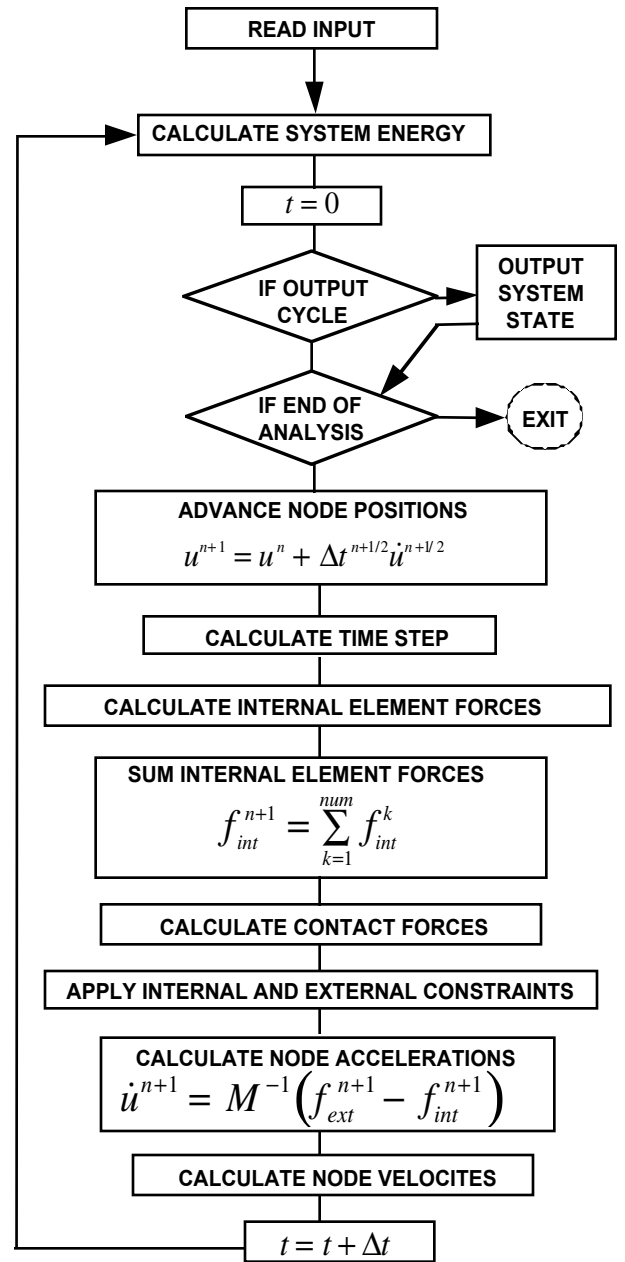 READ INPUT
CALCULATE SYSTEM ENERGY
t = 0
IF OUTPUT
CYCLE
OUTPUT
SYSTEM
STATE
IF END OF
ANALYSIS
EXIT
ADVANCE NODE POSITIONS
u^{n+1} = u^n + Δt^{n+1/2} u̇^{n+1/2}
CALCULATE TIME STEP
CALCULATE INTERNAL ELEMENT FORCES
SUM INTERNAL ELEMENT FORCES
f_{int}^{n+1} = \sum_{k=1}^{num} f_{int}^{k}
CALCULATE CONTACT FORCES
APPLY INTERNAL AND EXTERNAL CONSTRAINTS
CALCULATE NODE ACCELERATIONS
u̇^{n+1} = M^{-1}(f_{ext}^{n+1} − f_{int}^{n+1})
CALCULATE NODE VELOCITES
t = t + Δt